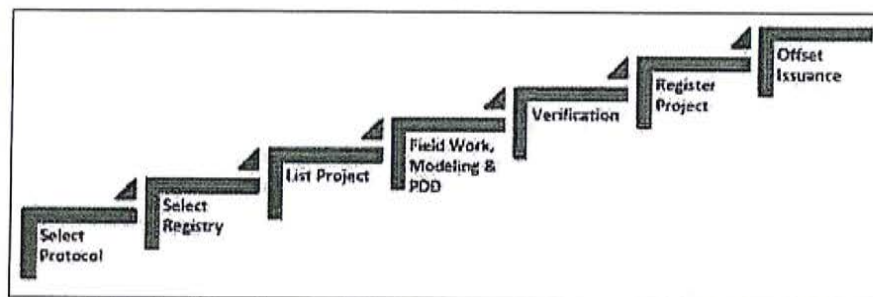 Select
Protocol
Select
Registry
List Project
Field Work,
Modeling &
PDD
Verification
Register
Project
Offset
Issuance